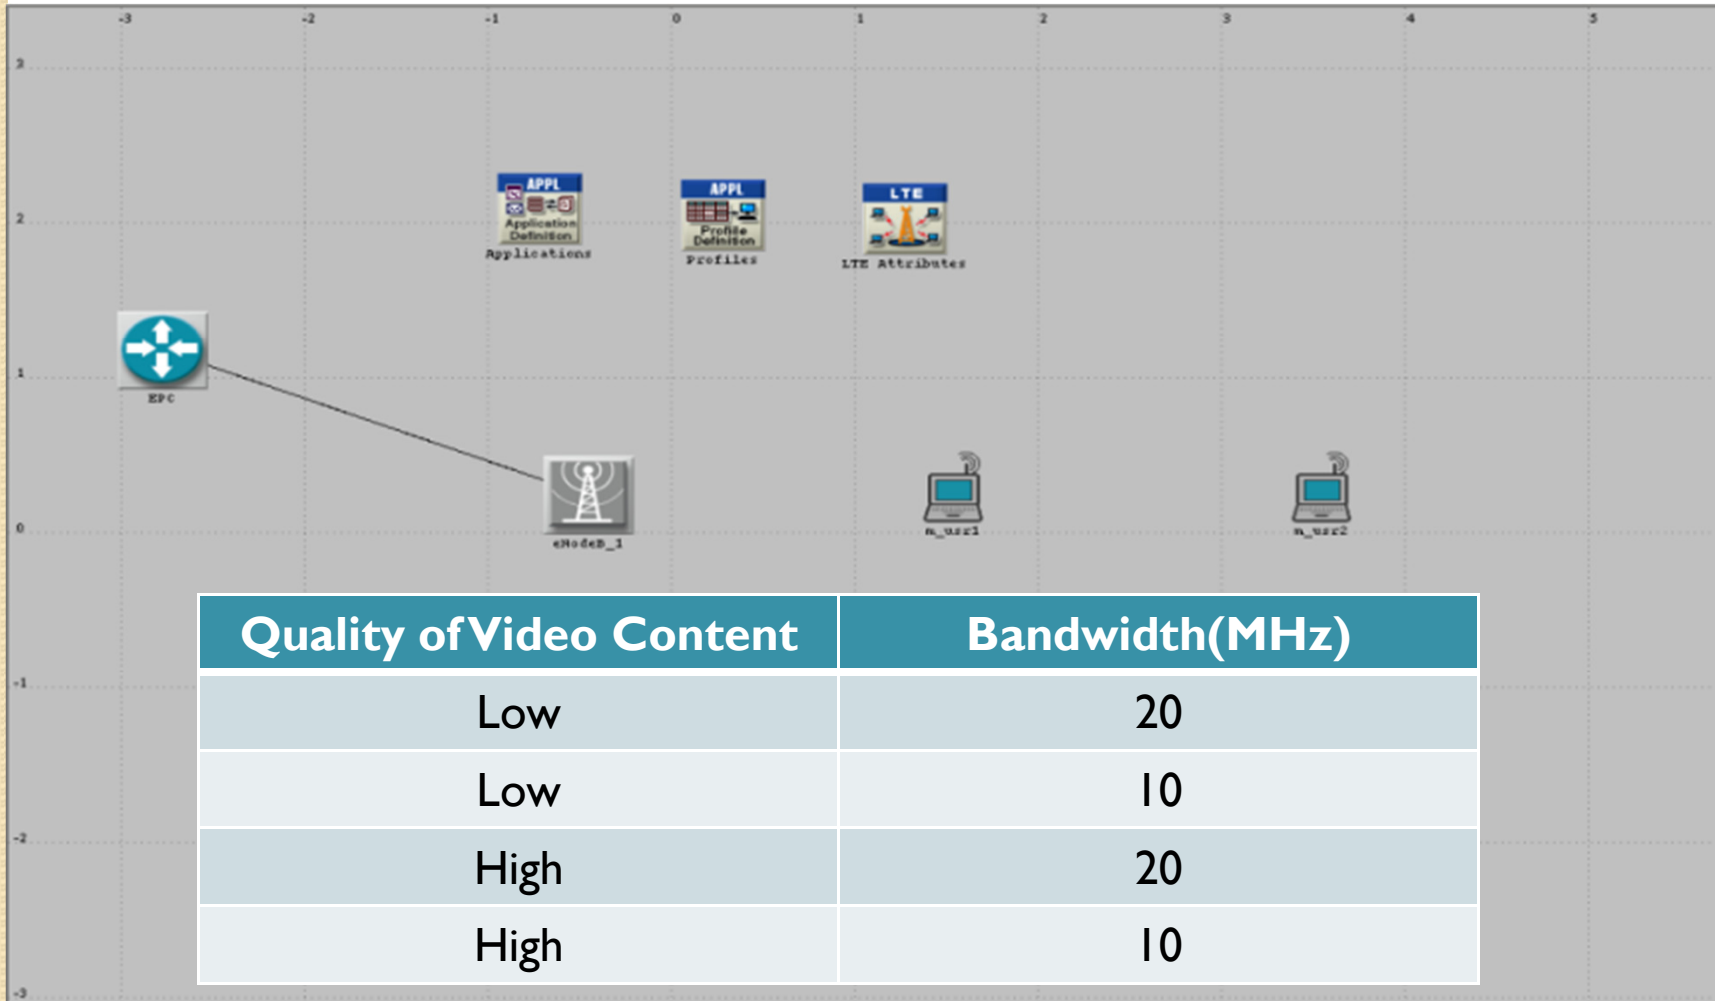 -3 -2 -1 0 1 2 3 4 5
3
APPL
Application
Definition
Applications
APPL
Profile
Definition
Profiles
LTE
LTE Attributes
2
1
EPC
0
eNodeB_1
m_usr1
m_usr2
Quality of Video Content Bandwidth(MHz)
Low 20
Low 10
High 20
High 10
-1
-2
-3